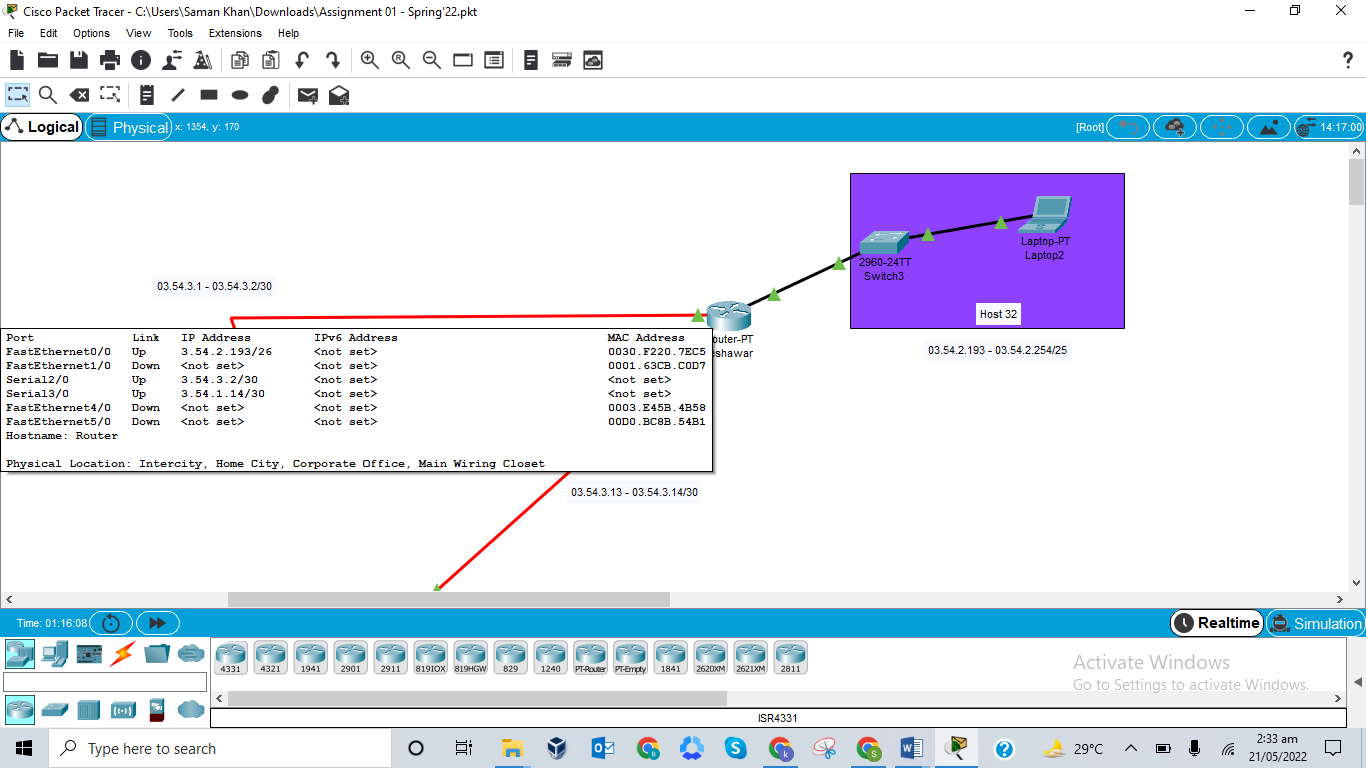 Cisco Packet Tracer - C:\Users\Saman Khan\Downloads\Assignment 01 - Spring'22.pkt
File Edit Options View Tools Extensions Help
Logical Physical x: 1354, y: 170 [Root] 14:17:00
Laptop-PT
Laptop2
2960-24TT
Switch3
03.54.3.1 - 03.54.3.2/30
Host 32
outer-PT
eshawar
03.54.2.193 - 03.54.2.254/25
Port Link IP Address IPv6 Address MAC Address
FastEthernet0/0 Up 3.54.2.193/26 <not set> 0030.F220.7EC5
FastEthernet1/0 Down <not set> <not set> 0001.63CB.C0D7
Serial2/0 Up 3.54.3.2/30 <not set> <not set>
Serial3/0 Up 3.54.1.14/30 <not set> <not set>
FastEthernet4/0 Down <not set> <not set> 0003.E45B.4B58
FastEthernet5/0 Down <not set> <not set> 00D0.BC8B.54B1
Hostname: Router
Physical Location: Intercity, Home City, Corporate Office, Main Wiring Closet
03.54.3.13 - 03.54.3.14/30
Time: 01:16:08 Realtime Simulation
4331 4321 1941 2901 2911 819IOX 819HGW 829 1240 PT-Router PT-Empty 1841 2620XM 2621XM 2811
Activate Windows
Go to Settings to activate Windows.
ISR4331
Type here to search
29°C
2:33 am
21/05/2022